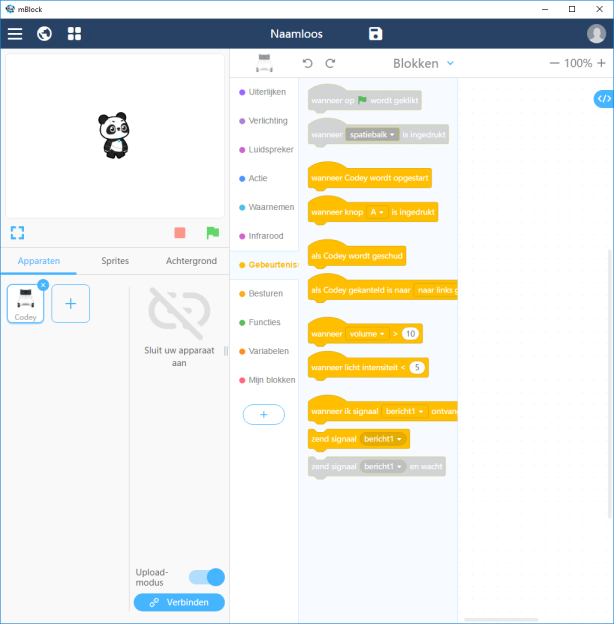 mBlock
Naamloos
Blokken
100%
Uiterlijken
Verlichting
Luidspreker
Actie
Waarnemen
Infrarood
Gebeurtenis
Besturen
Functies
Variabelen
Mijn blokken
+
wanneer op wordt geklikt
wanneer spatiebalk is ingedrukt
wanneer Codey wordt opgestart
wanneer knop A is ingedrukt
als Codey wordt geschud
als Codey gekanteld is naar naar links g
wanneer volume > 10
wanneer licht intensiteit < 5
wanneer ik signaal bericht1 ontvan
zend signaal bericht1
zend signaal bericht1 en wacht
</>
Apparaten Sprites Achtergrond
Codey
+
Sluit uw apparaat
aan
Upload-
modus
Verbinden